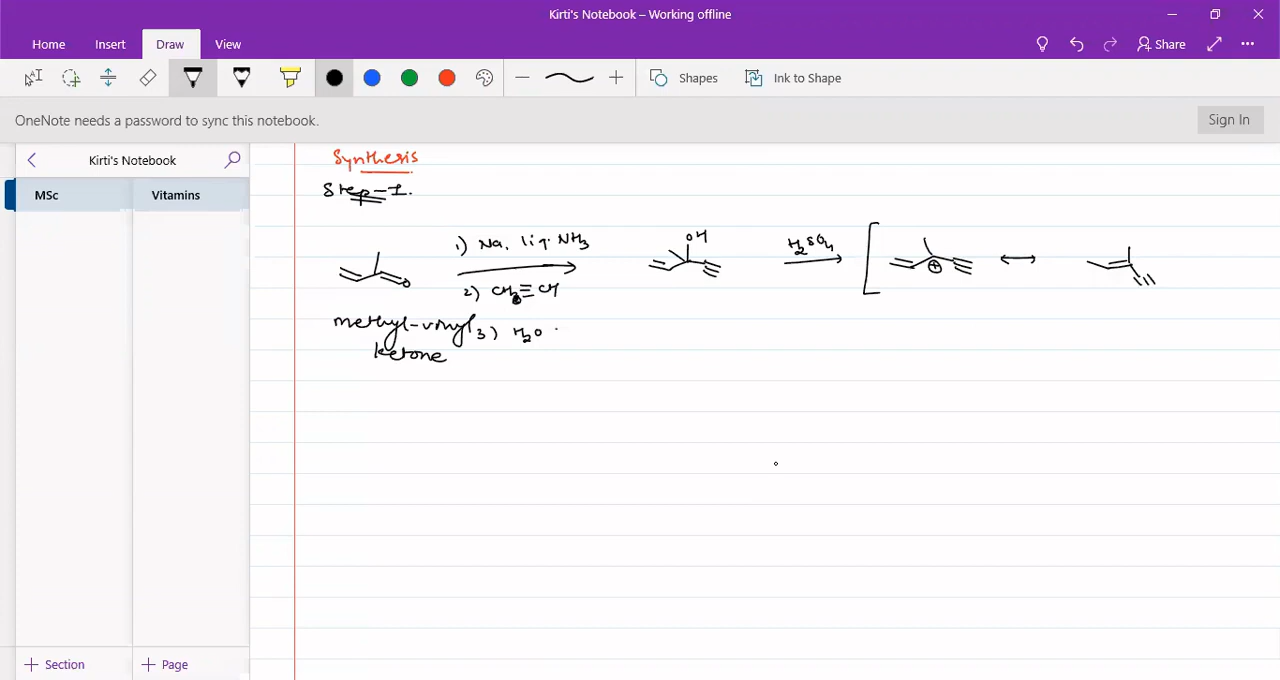 Kirti's Notebook – Working offline
Home Insert Draw View
Share
Shapes Ink to Shape
OneNote needs a password to sync this notebook.
Sign In
Kirti's Notebook
MSc Vitamins
Synthesis
Step-1.
1) Na, liq. NH3
2) CH≡CH
3) H2O
O
methyl-vinyl
ketone
OH
H2SO4
+
Section
Page